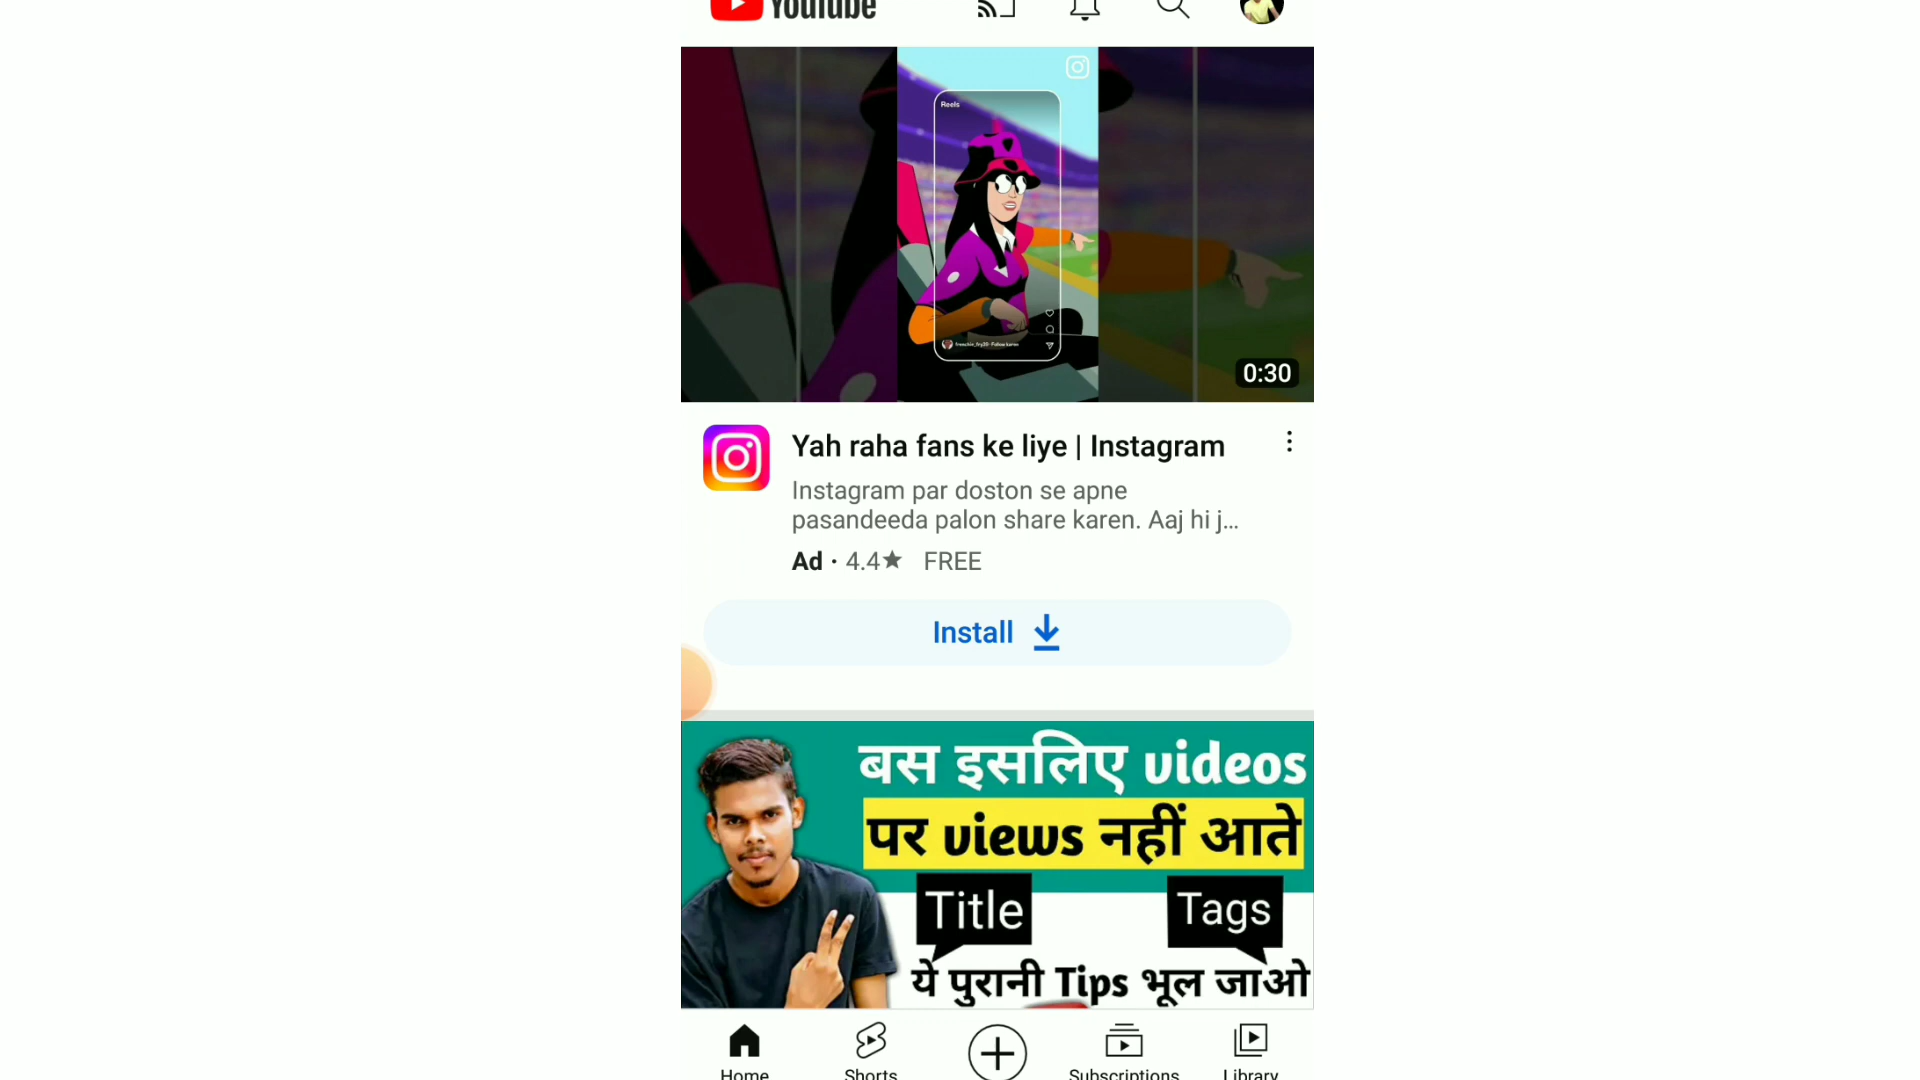 YouTube
Reels
0:30
Yah raha fans ke liye | Instagram
Instagram par doston se apne
pasandeeda palon share karen. Aaj hi j...
Ad · 4.4★ FREE
Install
बस इसलिए videos
पर views नहीं आते
Title
Tags
ये पुरानी Tips भूल जाओ
Home
Shorts
Subscriptions
Library